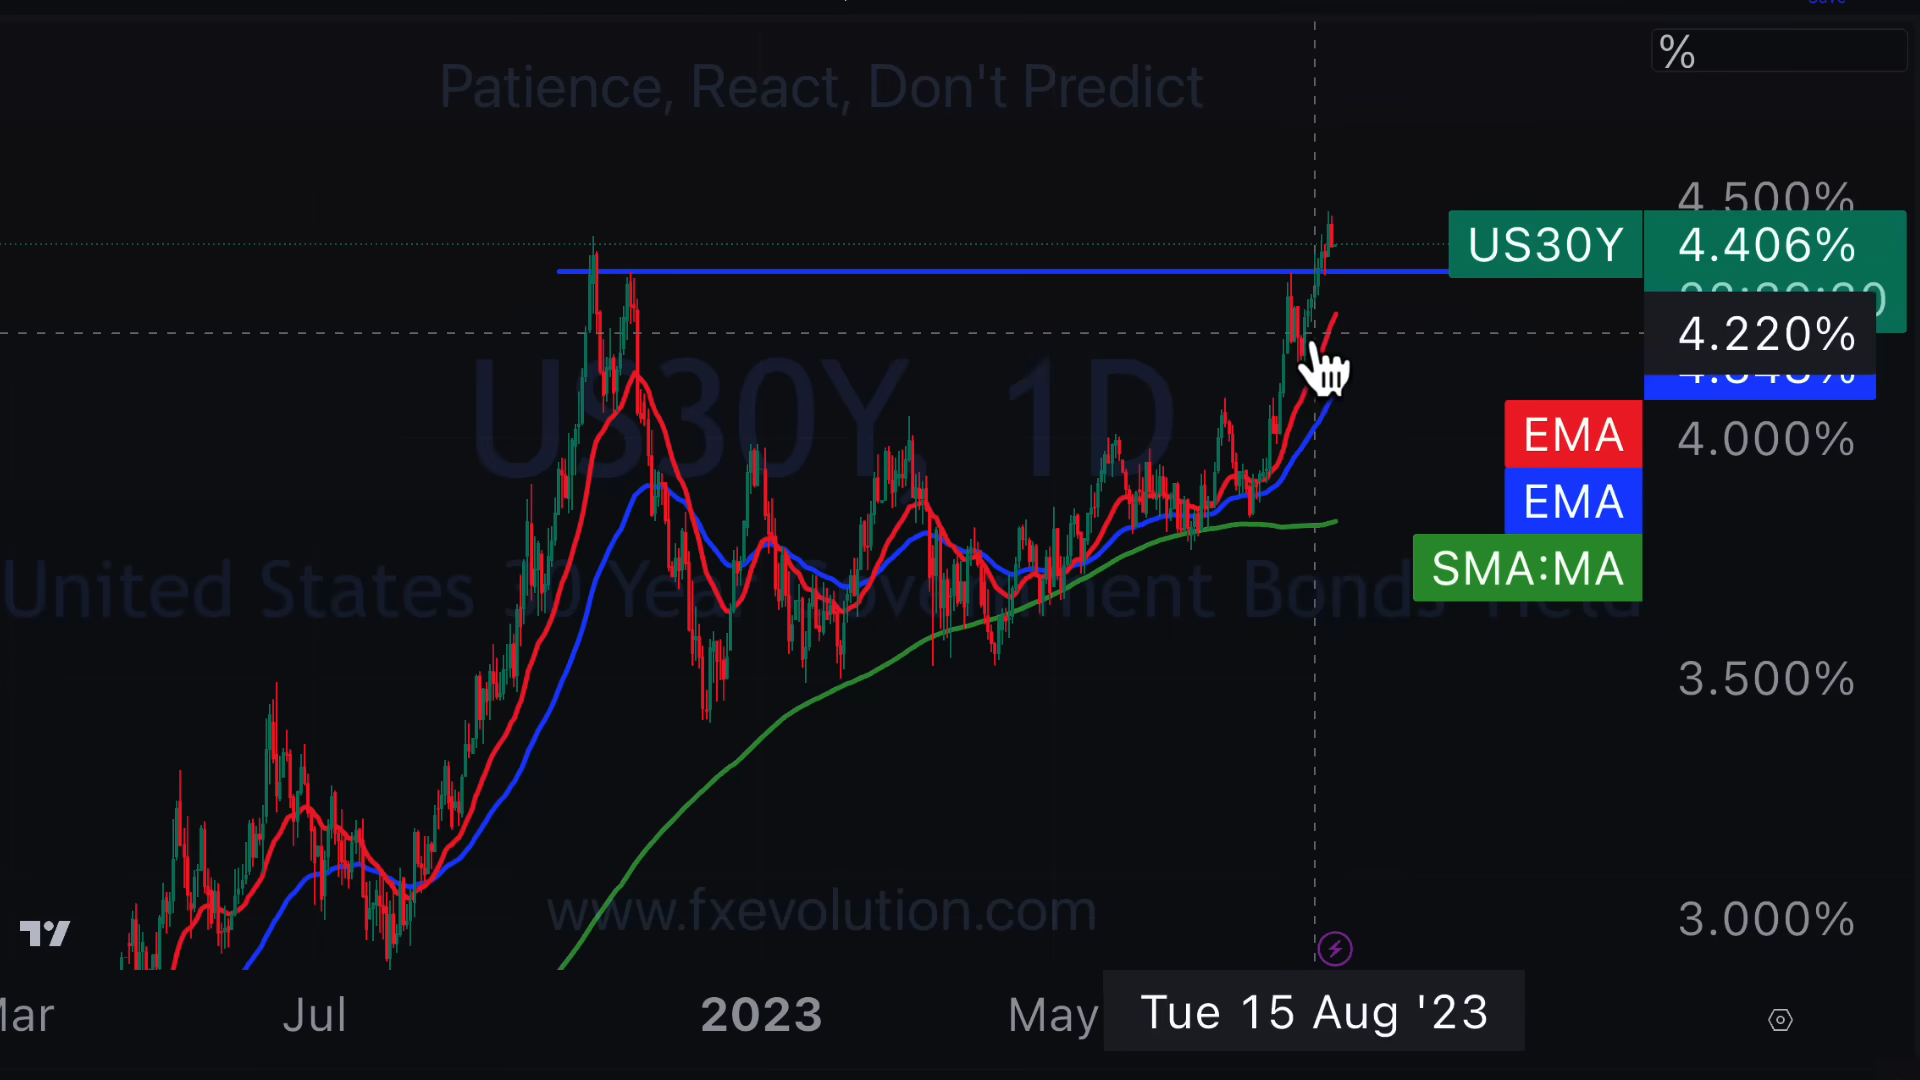 %
Patience, React, Don't Predict
4.500%
US30Y 4.406%
4.220%
US30Y, 1D
EMA 4.000%
EMA
SMA:MA
United States 30 Year Government Bonds Yield
3.500%
www.fxevolution.com
3.000%
Mar Jul 2023 May Tue 15 Aug '23